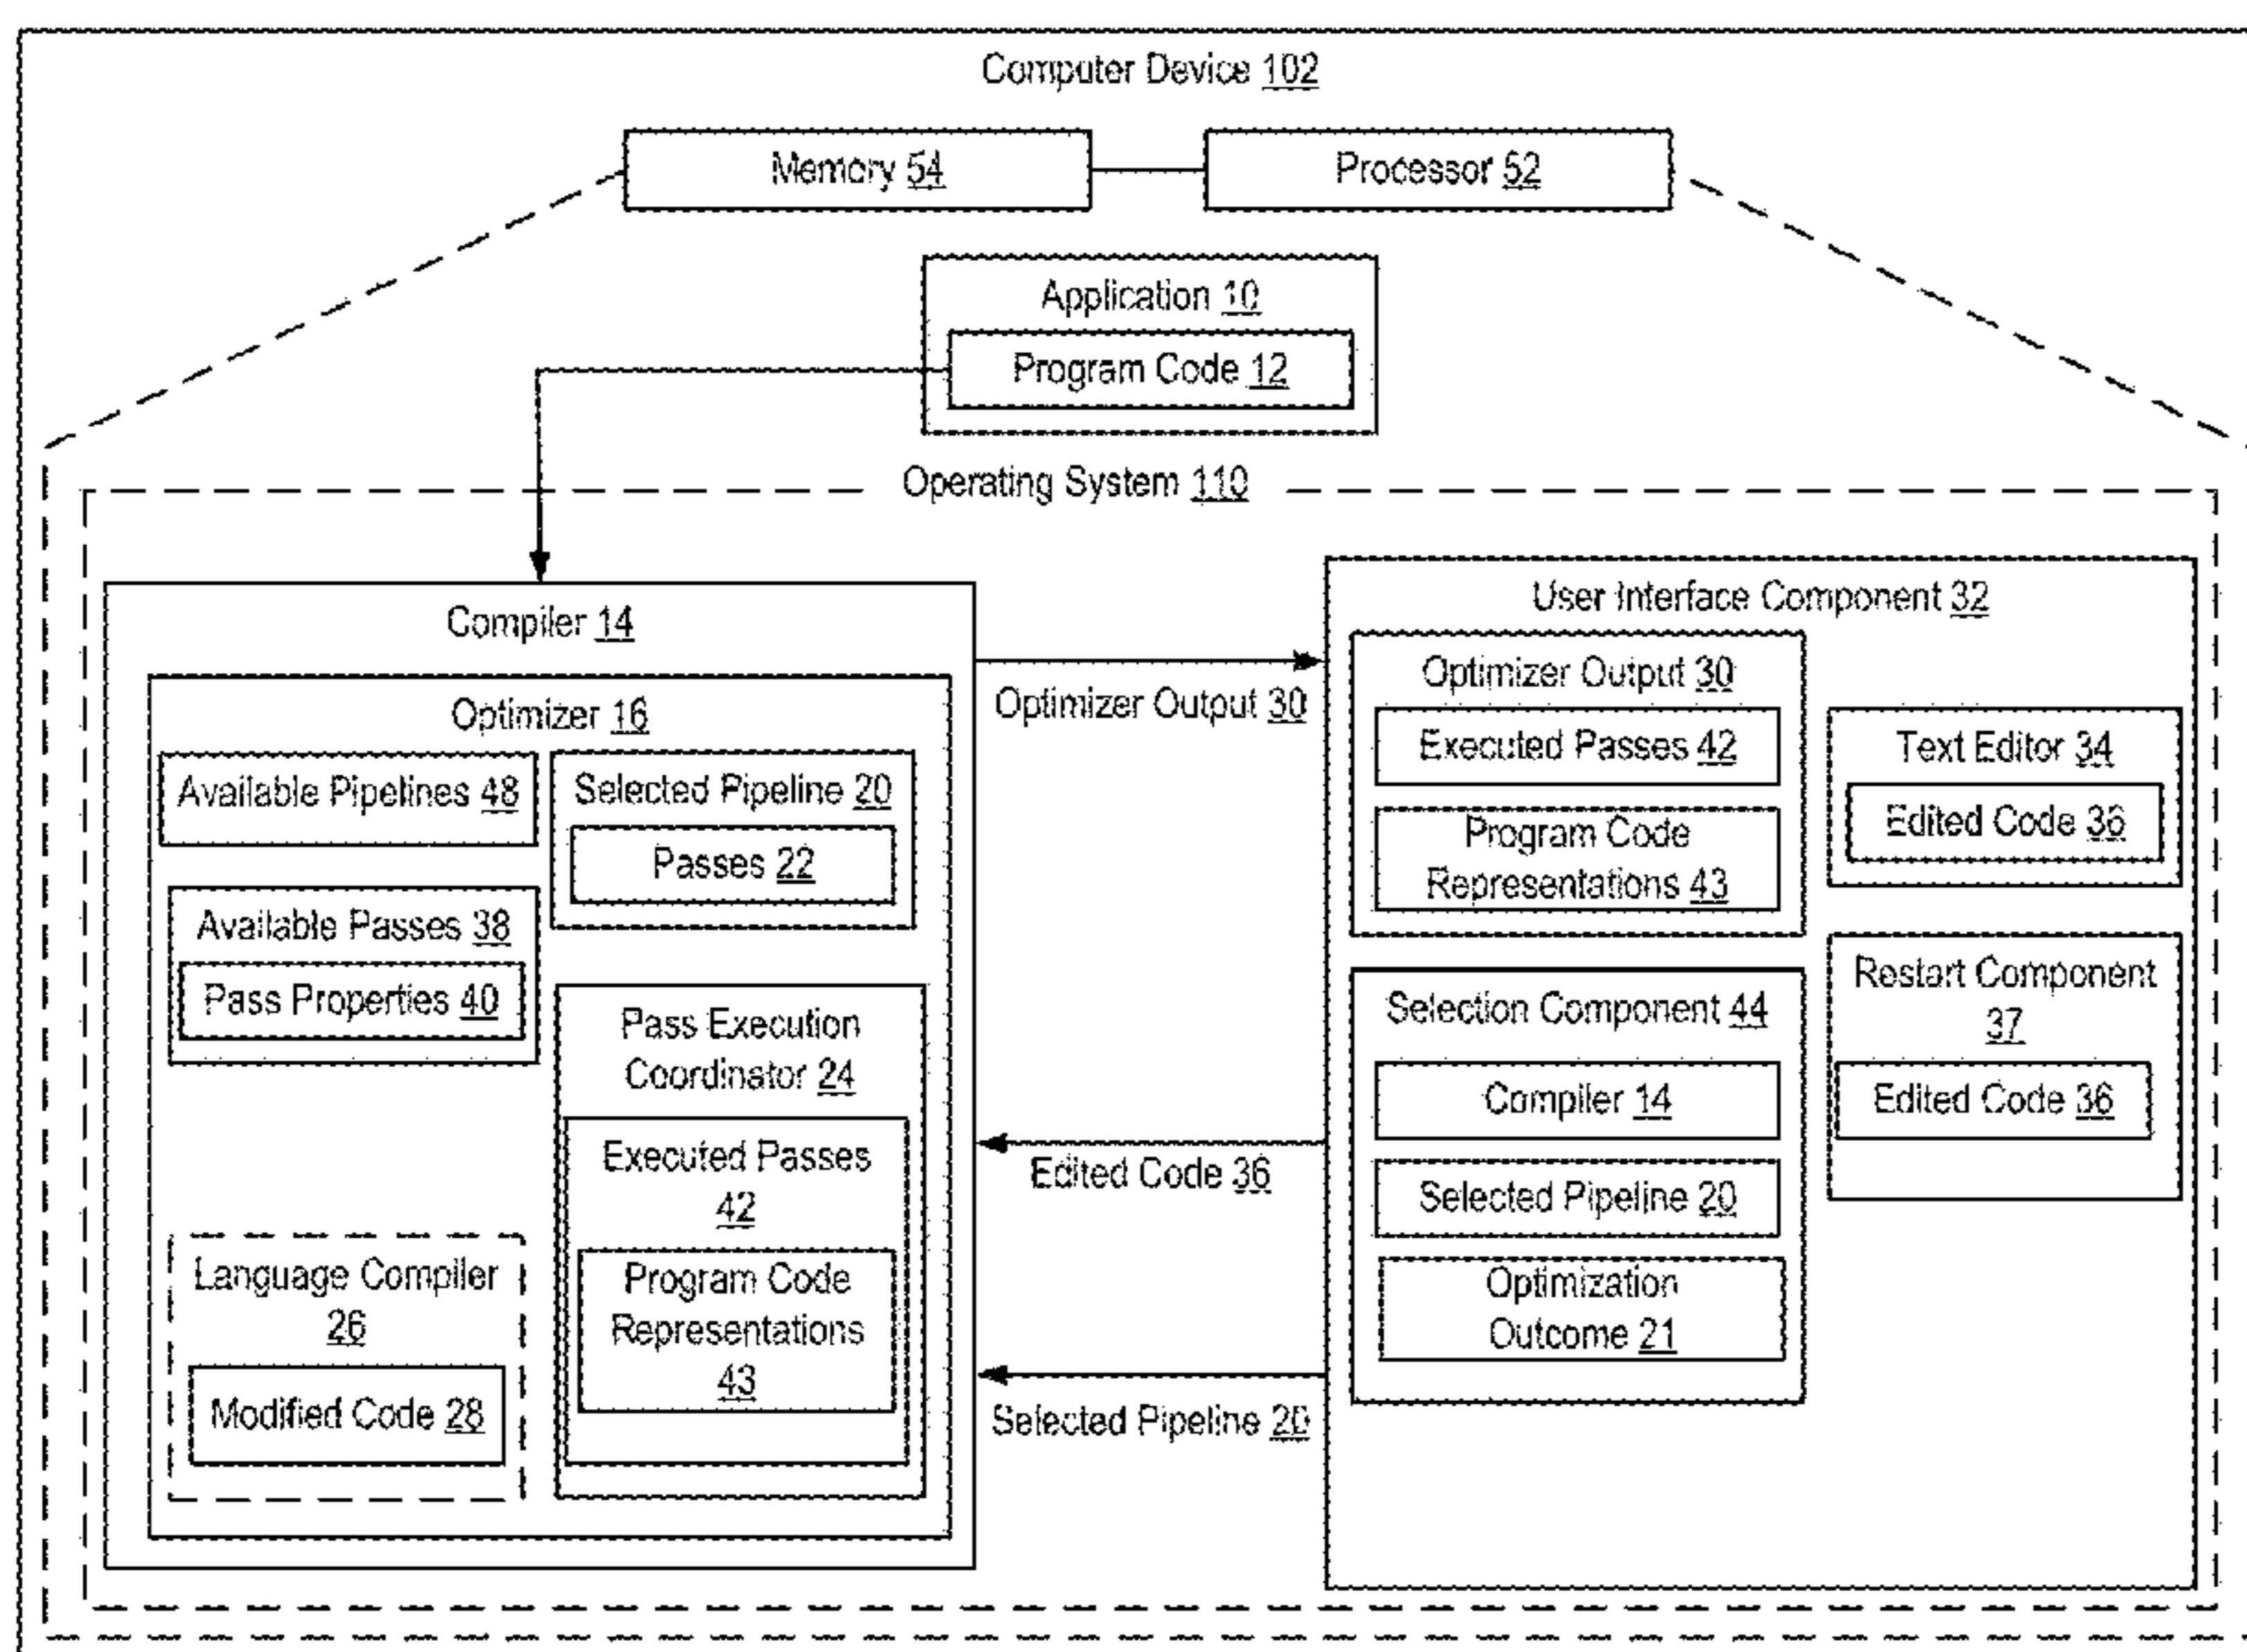 Computer Device 102
Memory 54
Processor 52
Application 10
Program Code 12
Operating System 110
Compiler 14
Optimizer 16
Available Pipelines 48
Selected Pipeline 20
Passes 22
Available Passes 38
Pass Properties 40
Pass Execution
Coordinator 24
Executed Passes
42
Program Code
Representations
43
Language Compiler
26
Modified Code 28
Optimizer Output 30
Edited Code 36
Selected Pipeline 20
User Interface Component 32
Optimizer Output 30
Executed Passes 42
Program Code
Representations 43
Text Editor 34
Edited Code 36
Selection Component 44
Compiler 14
Selected Pipeline 20
Optimization
Outcome 21
Restart Component
37
Edited Code 36